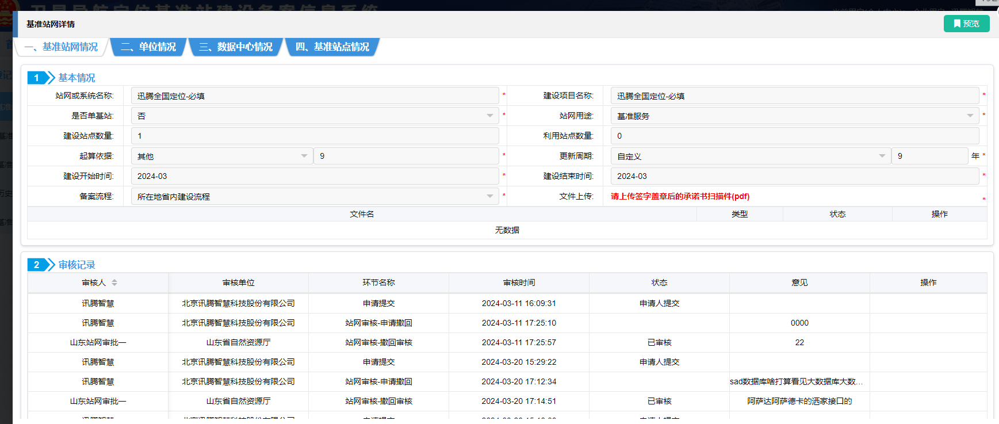 卫星导航定位基准站建设备案信息系统
基准站网详情
预览
一、基准站网情况 二、单位情况 三、数据中心情况 四、基准站点情况
1 基本情况
站网或系统名称: 迅腾全国定位-必填 * 建设项目名称: 迅腾全国定位-必填 *
是否单基站: 否 * 站网用途: 基准服务 *
建设站点数量: 1 利用站点数量: 0
起算依据: 其他 9 * 更新周期: 自定义 9 年 *
建设开始时间: 2024-03 * 建设结束时间: 2024-03 *
备案流程: 所在地省内建设流程 * 文件上传: 请上传签字盖章后的承诺书扫描件(pdf) *
文件名 类型 状态 操作
无数据
2 审核记录
审核人 审核单位 环节名称 审核时间 状态 意见 操作
讯腾智慧 北京讯腾智慧科技股份有限公司 申请提交 2024-03-11 16:09:31 申请人提交
讯腾智慧 北京讯腾智慧科技股份有限公司 站网审核-申请撤回 2024-03-11 17:25:10 0000
山东站网审批一 山东省自然资源厅 站网审核-撤回审核 2024-03-11 17:25:57 已审核 22
讯腾智慧 北京讯腾智慧科技股份有限公司 申请提交 2024-03-20 15:29:22 申请人提交
讯腾智慧 北京讯腾智慧科技股份有限公司 站网审核-申请撤回 2024-03-20 17:12:34 sad数据库啥打算看见大数据库大数...
山东站网审批一 山东省自然资源厅 站网审核-撤回审核 2024-03-20 17:14:51 已审核 阿萨达阿萨德卡的洒家接口的